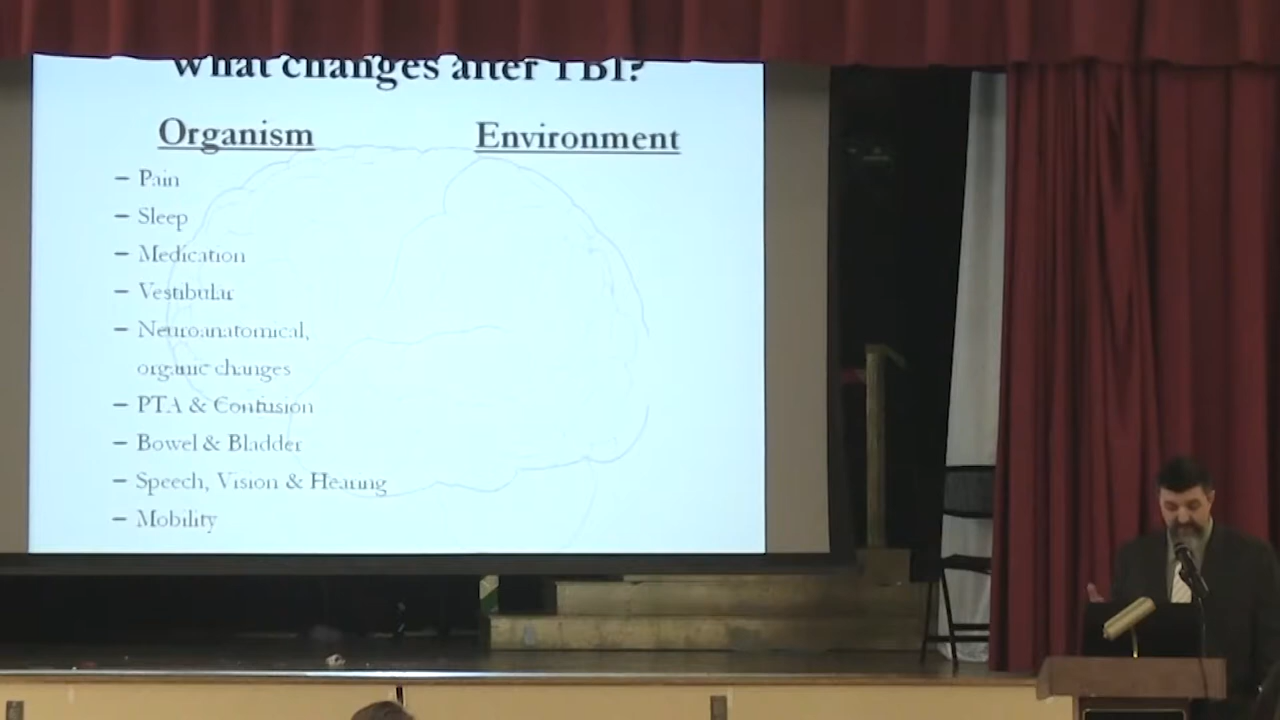 What changes after TBI?
Organism
Environment
– Pain
– Sleep
– Medication
– Vestibular
– Neuroanatomical,
organic changes
– PTA & Confusion
– Bowel & Bladder
– Speech, Vision & Hearing
– Mobility